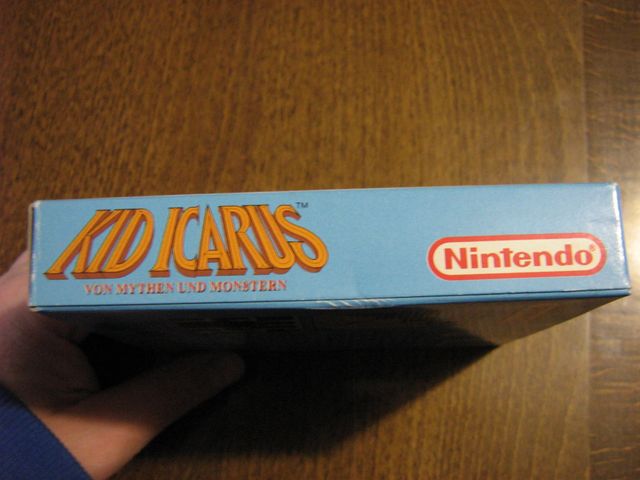 KID ICARUS™
VON MYTHEN UND MONSTERN
Nintendo®